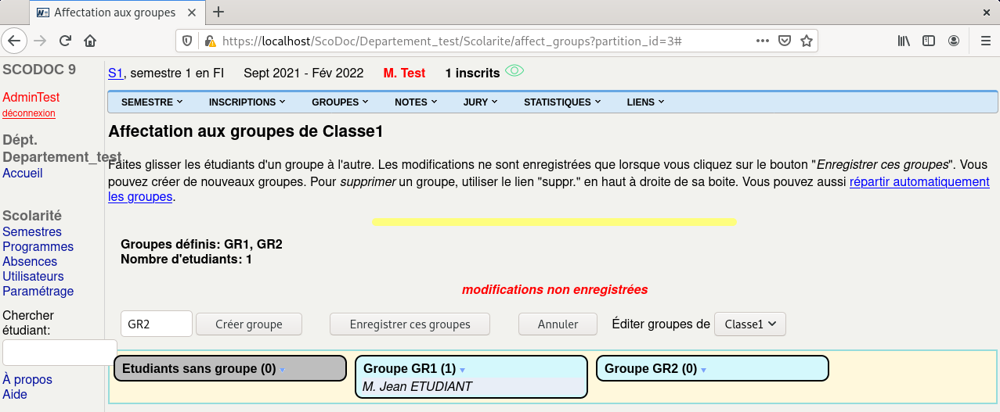 Affectation aux groupes
https://localhost/ScoDoc/Departement_test/Scolarite/affect_groups?partition_id=3#
SCODOC 9
AdminTest
déconnexion
Dépt.
Departement_test
Accueil
Scolarité
Semestres
Programmes
Absences
Utilisateurs
Paramétrage
Chercher
étudiant:
À propos
Aide
S1, semestre 1 en FI Sept 2021 - Fév 2022 M. Test 1 inscrits
SEMESTRE INSCRIPTIONS GROUPES NOTES JURY STATISTIQUES LIENS
Affectation aux groupes de Classe1
Faites glisser les étudiants d'un groupe à l'autre. Les modifications ne sont enregistrées que lorsque vous cliquez sur le bouton "Enregistrer ces groupes". Vous
pouvez créer de nouveaux groupes. Pour supprimer un groupe, utiliser le lien "suppr." en haut à droite de sa boite. Vous pouvez aussi répartir automatiquement
les groupes.
Groupes définis: GR1, GR2
Nombre d'etudiants: 1
modifications non enregistrées
GR2 Créer groupe Enregistrer ces groupes Annuler Éditer groupes de Classe1
Etudiants sans groupe (0) Groupe GR1 (1) Groupe GR2 (0)
M. Jean ETUDIANT